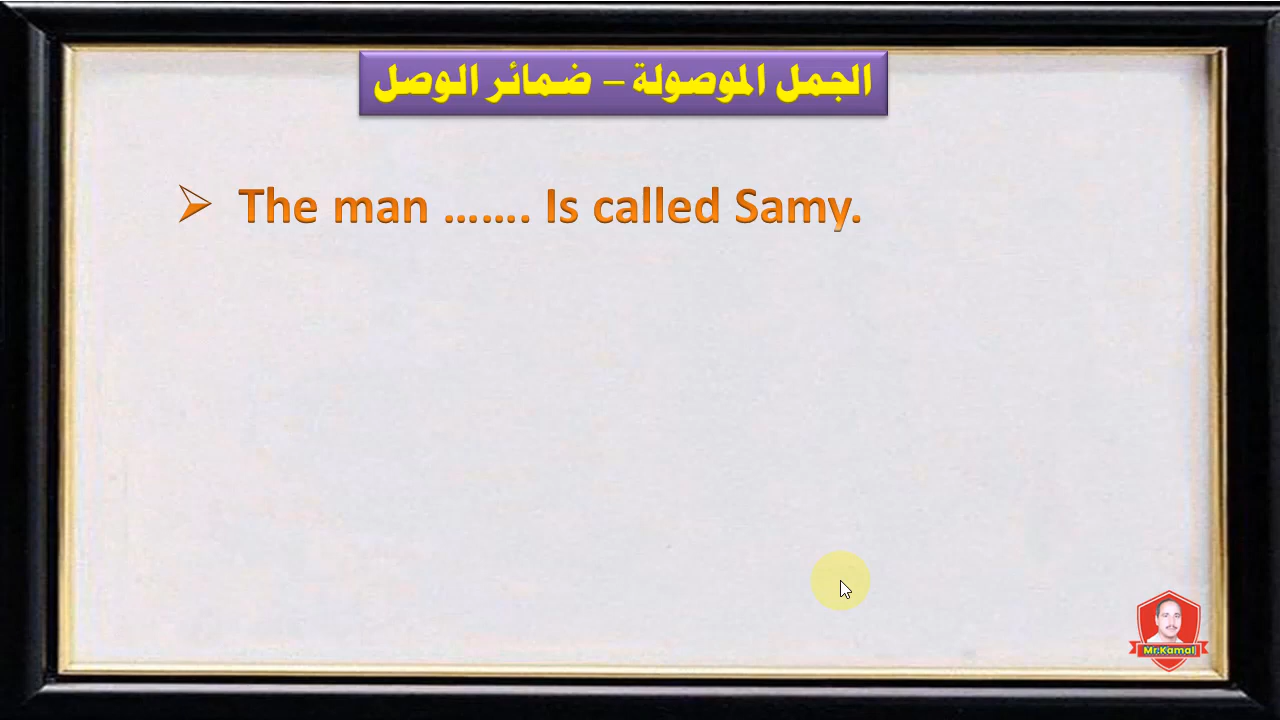 الجمل الموصولة – ضمائر الوصل
➢ The man ……. Is called Samy.
Mr.Kamal